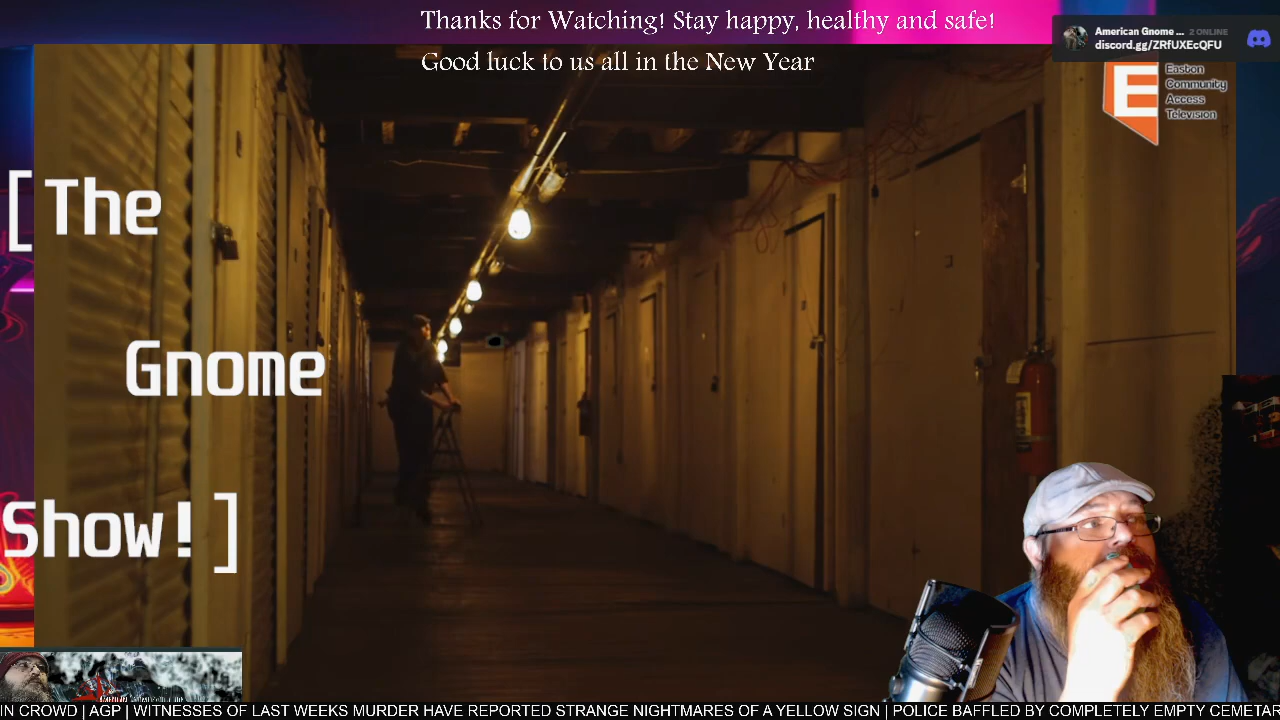 Thanks for Watching! Stay happy, healthy and safe!
Good luck to us all in the New Year
American Gnome ... 2 ONLINE
discord.gg/ZRfUXEcQFU
E
Easton
Community
Access
Television
[The
Gnome
Show!]
IN CROWD | AGP | WITNESSES OF LAST WEEKS MURDER HAVE REPORTED STRANGE NIGHTMARES OF A YELLOW SIGN | POLICE BAFFLED BY COMPLETELY EMPTY CEMETAR